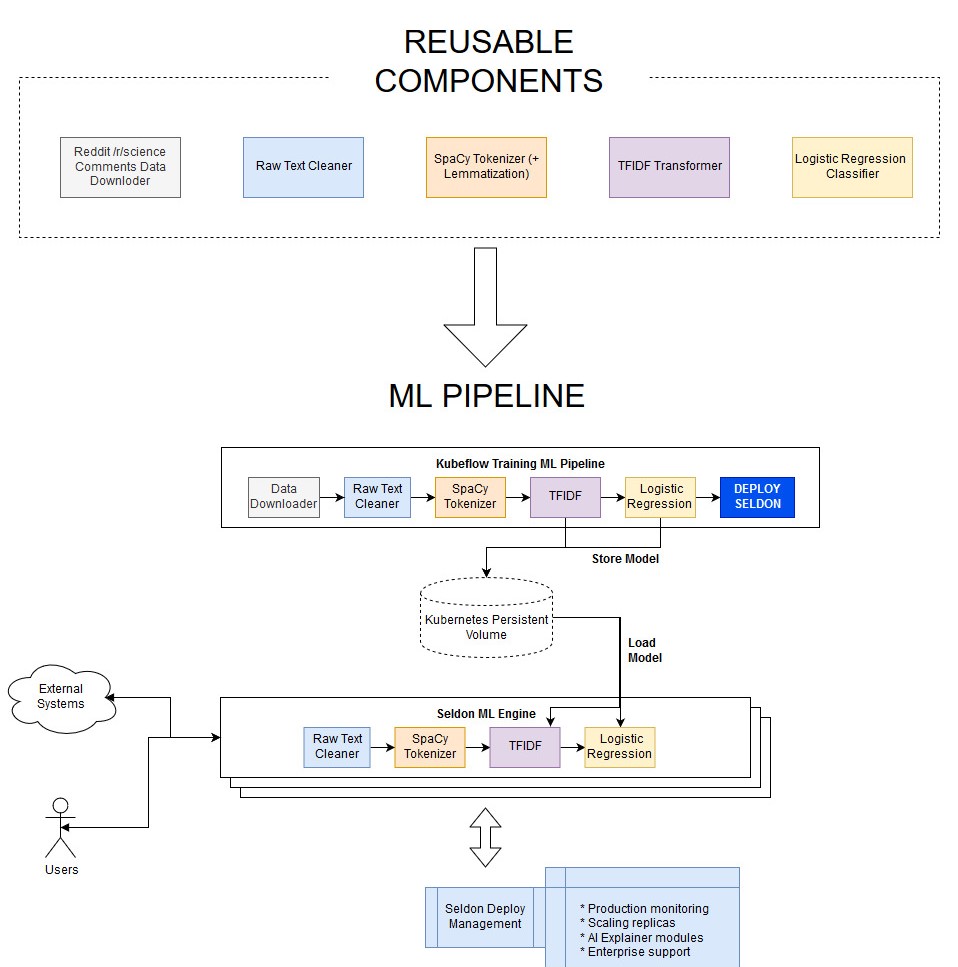 REUSABLE
COMPONENTS
Reddit /r/science
Comments Data
Downloder
Raw Text Cleaner
SpaCy Tokenizer (+
Lemmatization)
TFIDF Transformer
Logistic Regression
Classifier
ML PIPELINE
Kubeflow Training ML Pipeline
Data
Downloader
Raw Text
Cleaner
SpaCy
Tokenizer
TFIDF
Logistic
Regression
DEPLOY
SELDON
Store Model
Kubernetes Persistent
Volume
Load
Model
External
Systems
Seldon ML Engine
Raw Text
Cleaner
SpaCy
Tokenizer
TFIDF
Logistic
Regression
Users
Seldon Deploy
Management
* Production monitoring
* Scaling replicas
* AI Explainer modules
* Enterprise support